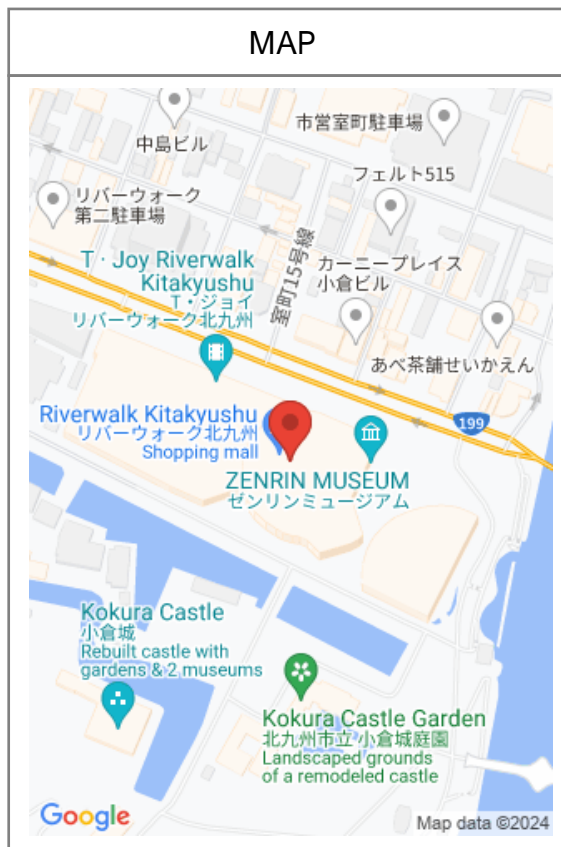 MAP
市営室町駐車場
中島ビル
フェルト515
リバーウォーク
第二駐車場
室町15号線
T・Joy Riverwalk
Kitakyushu
T・ジョイ
リバーウォーク北九州
カーニープレイス
小倉ビル
あべ茶舗せいかえん
199
Riverwalk Kitakyushu
リバーウォーク北九州
Shopping mall
ZENRIN MUSEUM
ゼンリンミュージアム
Kokura Castle
小倉城
Rebuilt castle with
gardens & 2 museums
Kokura Castle Garden
北九州市立 小倉城庭園
Landscaped grounds
of a remodeled castle
Google
Map data ©2024